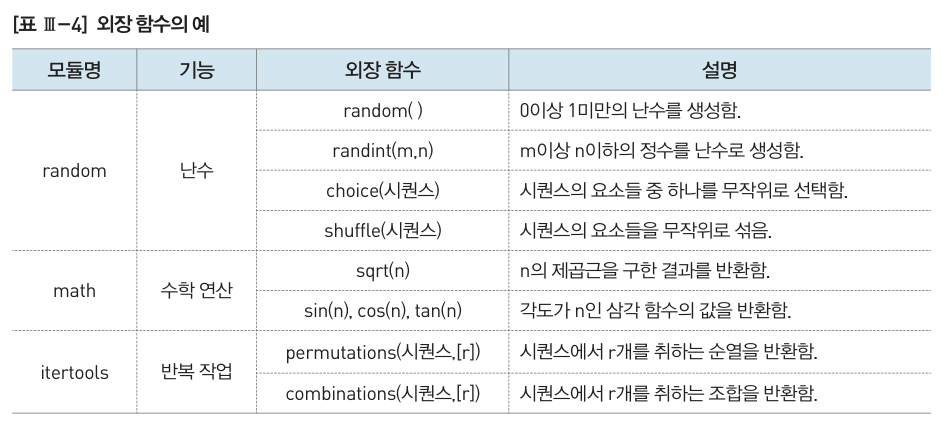 [표 Ⅲ-4] 외장 함수의 예
모듈명 기능 외장 함수 설명
random 난수 random( ) 0이상 1미만의 난수를 생성함.
randint(m,n) m이상 n이하의 정수를 난수로 생성함.
choice(시퀀스) 시퀀스의 요소들 중 하나를 무작위로 선택함.
shuffle(시퀀스) 시퀀스의 요소들을 무작위로 섞음.
math 수학 연산 sqrt(n) n의 제곱근을 구한 결과를 반환함.
sin(n), cos(n), tan(n) 각도가 n인 삼각 함수의 값을 반환함.
itertools 반복 작업 permutations(시퀀스,[r]) 시퀀스에서 r개를 취하는 순열을 반환함.
combinations(시퀀스,[r]) 시퀀스에서 r개를 취하는 조합을 반환함.